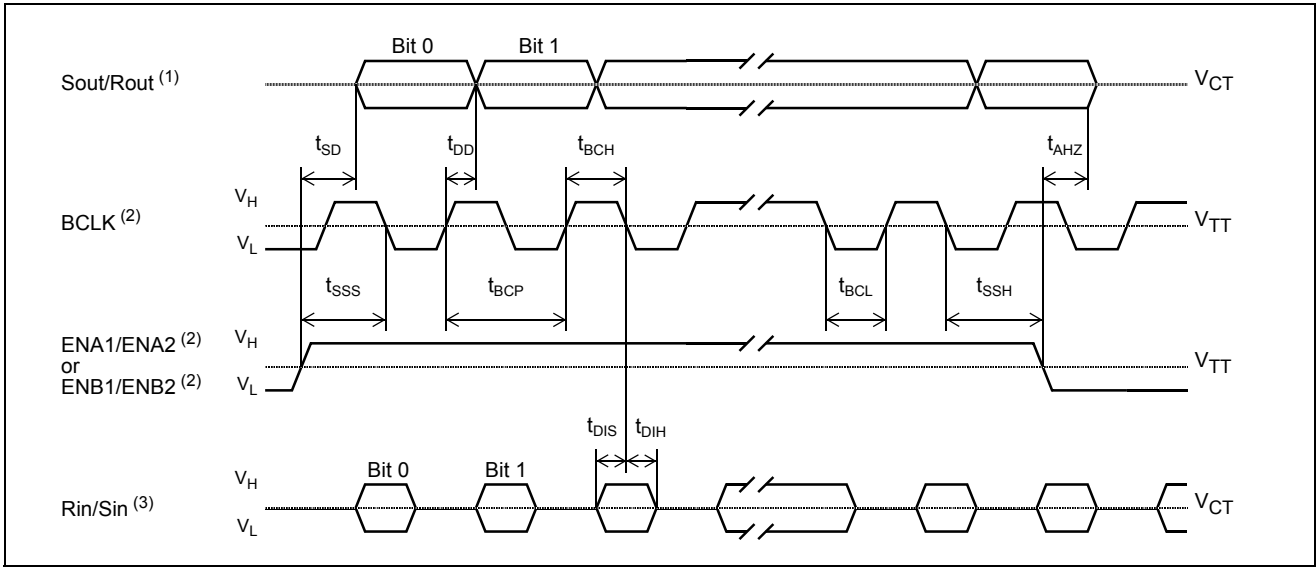 Bit 0 Bit 1
Sout/Rout (1) VCT
tSD tDD tBCH tAHZ
VH
BCLK (2) VTT
VL
tSSS tBCP tBCL tSSH
ENA1/ENA2 (2) VH
or VTT
ENB1/ENB2 (2) VL
tDIS tDIH
Bit 0 Bit 1
VH
Rin/Sin (3) VCT
VL